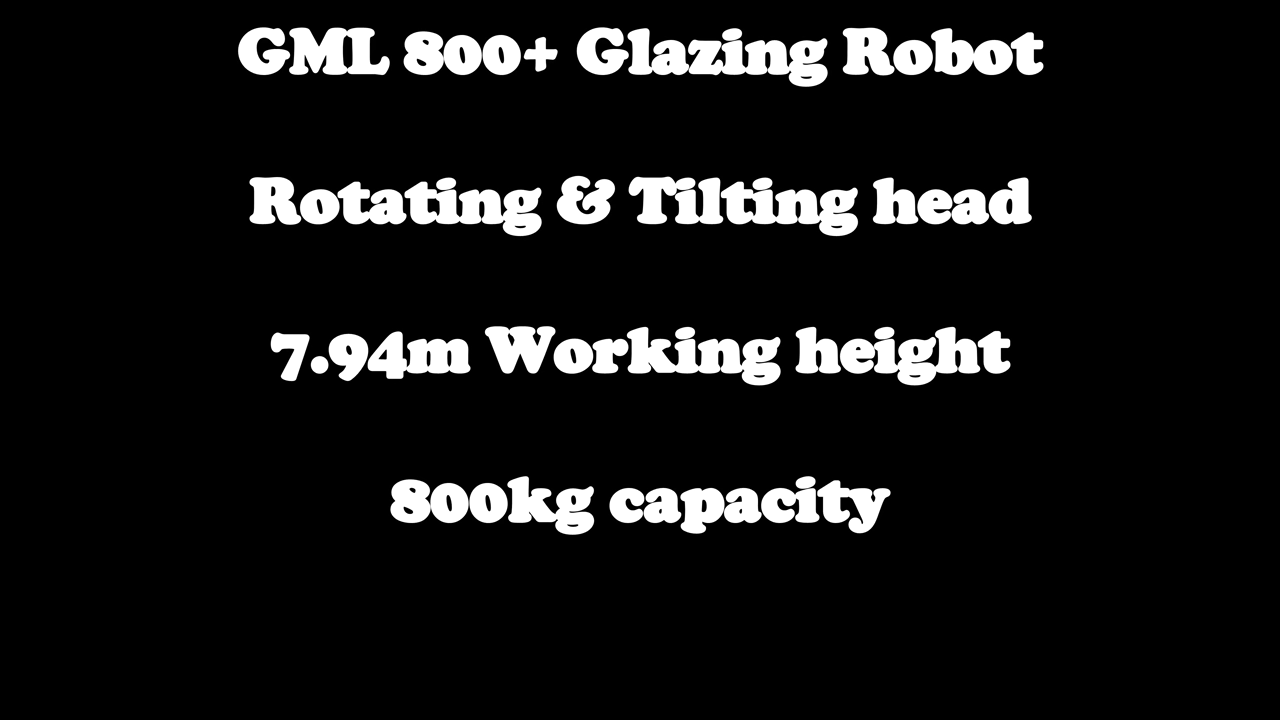 GML 800+ Glazing Robot
Rotating & Tilting head
7.94m Working height
800kg capacity